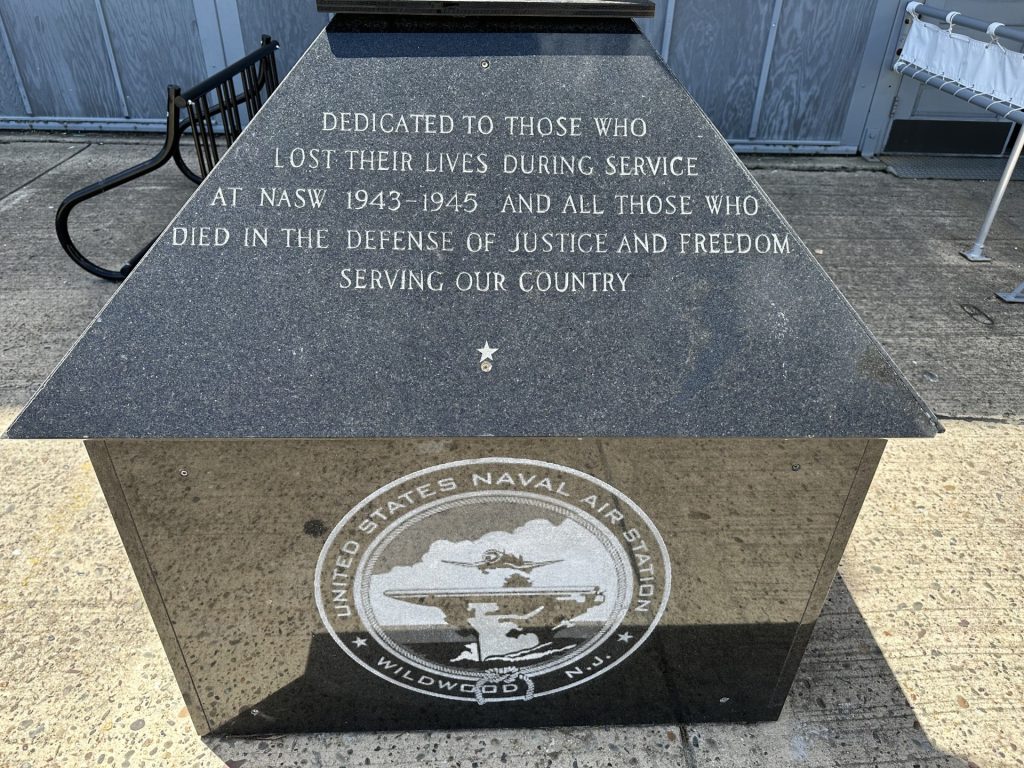 DEDICATED TO THOSE WHO
LOST THEIR LIVES DURING SERVICE
AT NASW 1943-1945 AND ALL THOSE WHO
DIED IN THE DEFENSE OF JUSTICE AND FREEDOM
SERVING OUR COUNTRY
UNITED STATES NAVAL AIR STATION
WILDWOOD N.J.